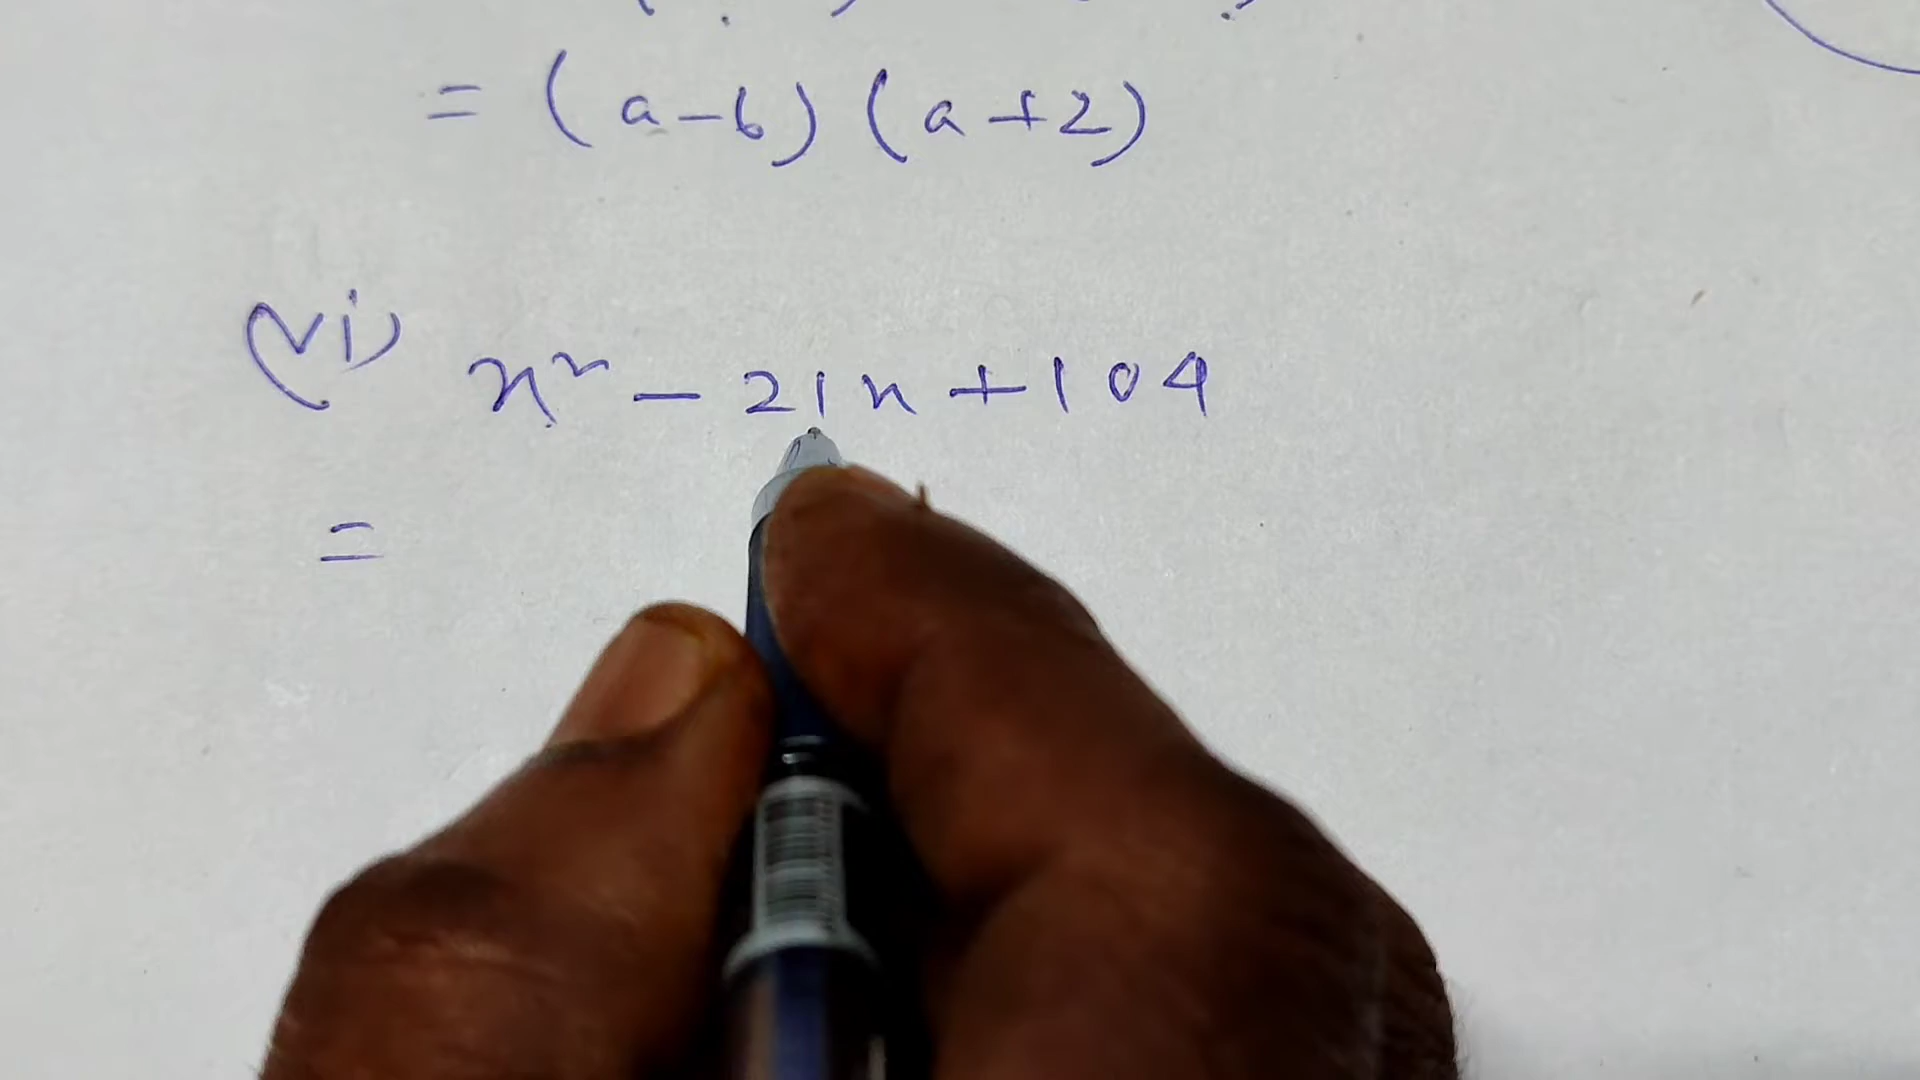 = (a-6) (a+2)
(vi) x² - 21x + 104
=